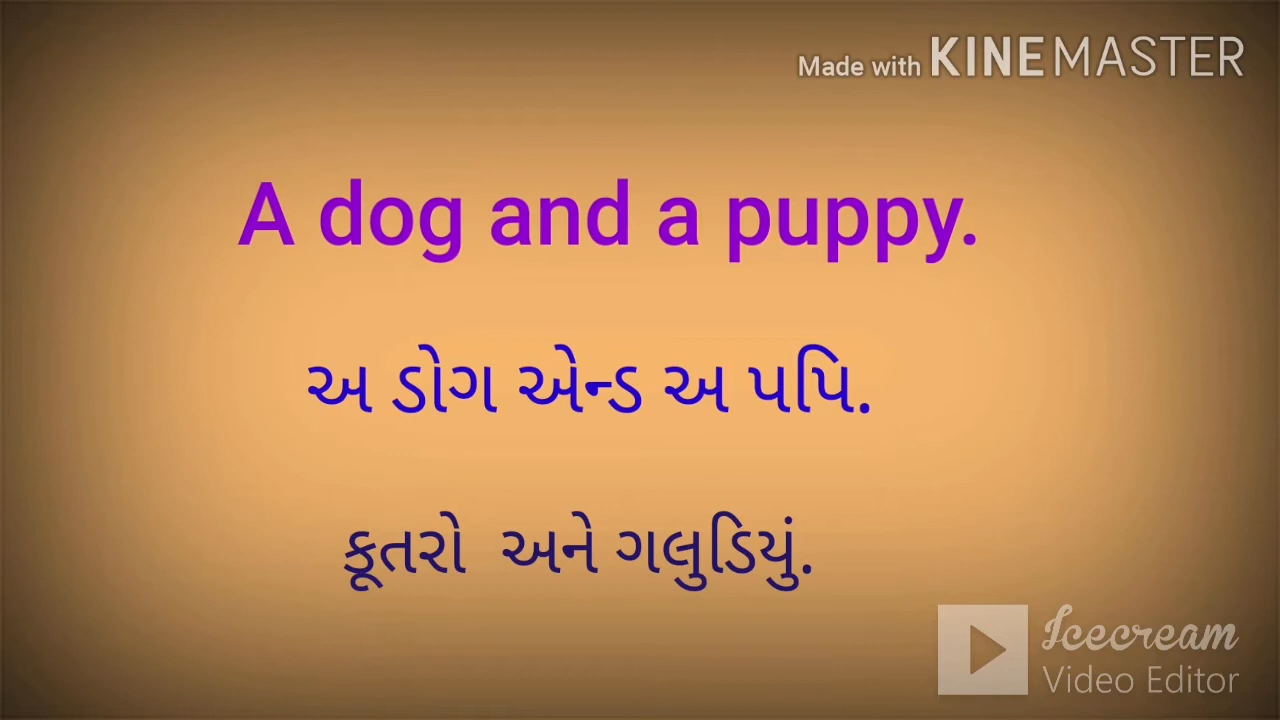 Made with KINEMASTER
A dog and a puppy.
અ ડોગ એન્ડ અ પપિ.
કૂતરો અને ગલુડિયું.
Icecream
Video Editor